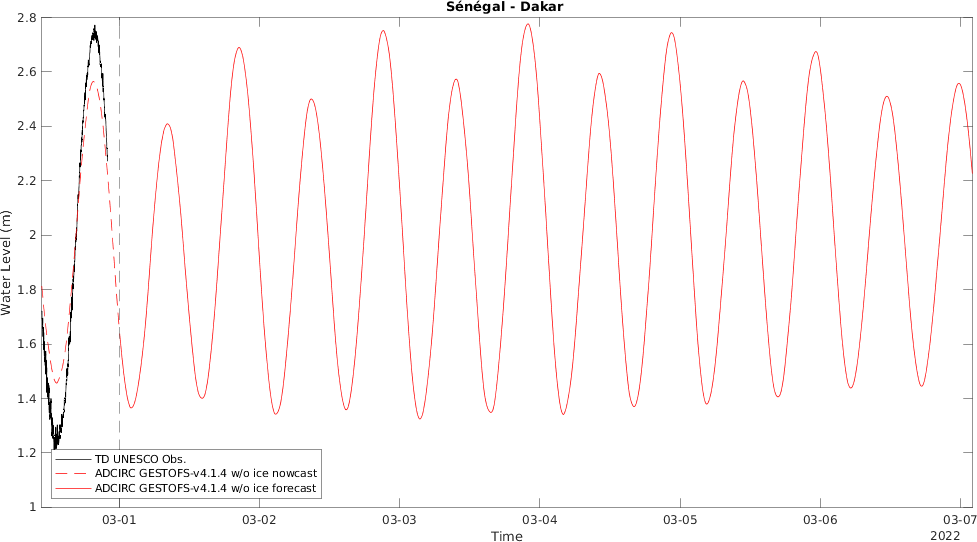 Sénégal - Dakar
2.8
2.6
2.4
2.2
2
1.8
1.6
1.4
1.2
1
Water Level (m)
TD UNESCO Obs.
ADCIRC GESTOFS-v4.1.4 w/o ice nowcast
ADCIRC GESTOFS-v4.1.4 w/o ice forecast
03-01 03-02 03-03 03-04 03-05 03-06 03-07
Time
2022